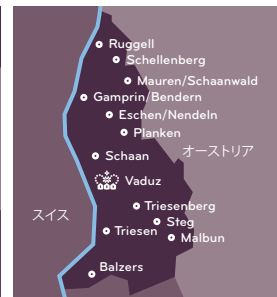 Ruggell
Schellenberg
Mauren/Schaanwald
Gamprin/Bendern
Eschen/Nendeln
Planken
オーストリア
Schaan
Vaduz
Triesenberg
スイス
Steg
Triesen
Malbun
Balzers